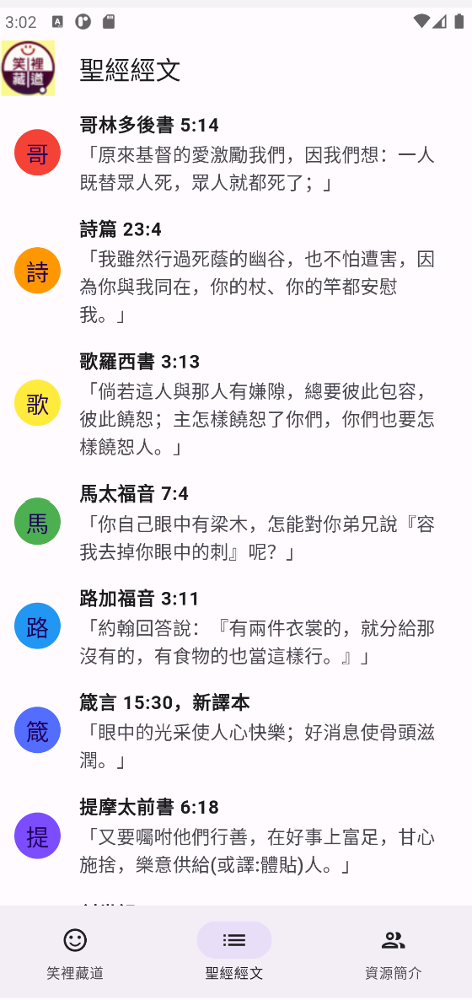 3:02
笑裡
藏道
聖經經文
哥林多後書 5:14
哥
「原來基督的愛激勵我們，因我們想：一人
既替眾人死，眾人就都死了；」
詩篇 23:4
詩
「我雖然行過死蔭的幽谷，也不怕遭害，因
為你與我同在，你的杖、你的竿都安慰
我。」
歌羅西書 3:13
歌
「倘若這人與那人有嫌隙，總要彼此包容，
彼此饒恕；主怎樣饒恕了你們，你們也要怎
樣饒恕人。」
馬太福音 7:4
馬
「你自己眼中有梁木，怎能對你弟兄說『容
我去掉你眼中的刺』呢？」
路加福音 3:11
路
「約翰回答說：『有兩件衣裳的，就分給那
沒有的，有食物的也當這樣行。』」
箴言 15:30，新譯本
箴
「眼中的光采使人心快樂；好消息使骨頭滋
潤。」
提摩太前書 6:18
提
「又要囑咐他們行善，在好事上富足，甘心
施捨，樂意供給(或譯:體貼)人。」
笑裡藏道
聖經經文
資源簡介